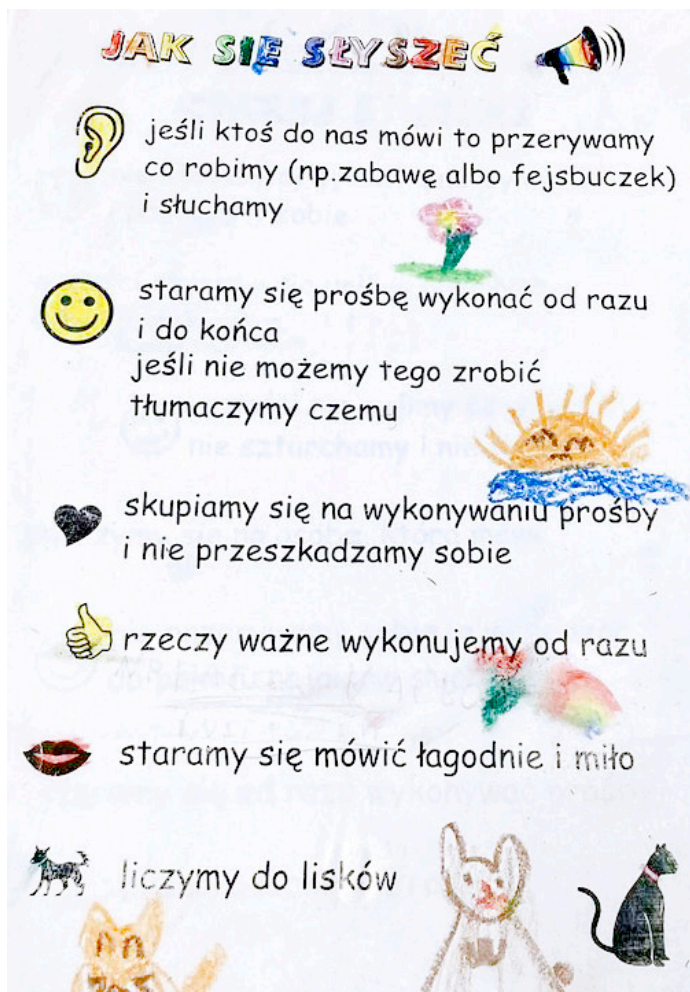 JAK SIE SŁYSZEĆ
jeśli ktoś do nas mówi to przerywamy
co robimy (np.zabawę albo fejsbuczek)
i słuchamy
staramy się prośbę wykonać od razu
i do końca
jeśli nie możemy tego zrobić
tłumaczymy czemu
skupiamy się na wykonywaniu prośby
i nie przeszkadzamy sobie
rzeczy ważne wykonujemy od razu
staramy się mówić łagodnie i miło
liczymy do lisków